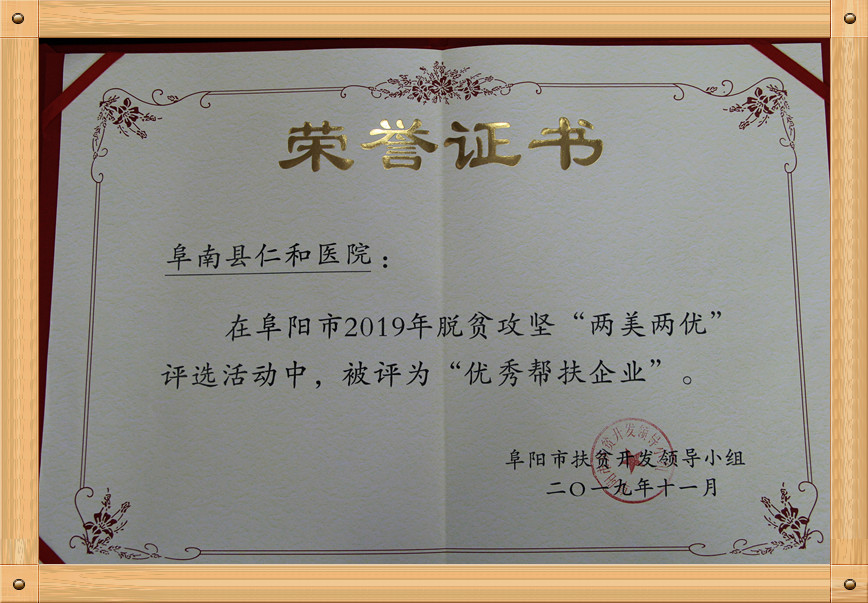 荣誉证书
阜南县仁和医院：
在阜阳市2019年脱贫攻坚“两美两优”
评选活动中，被评为“优秀帮扶企业”。
阜阳市扶贫开发领导小组
二〇一九年十一月